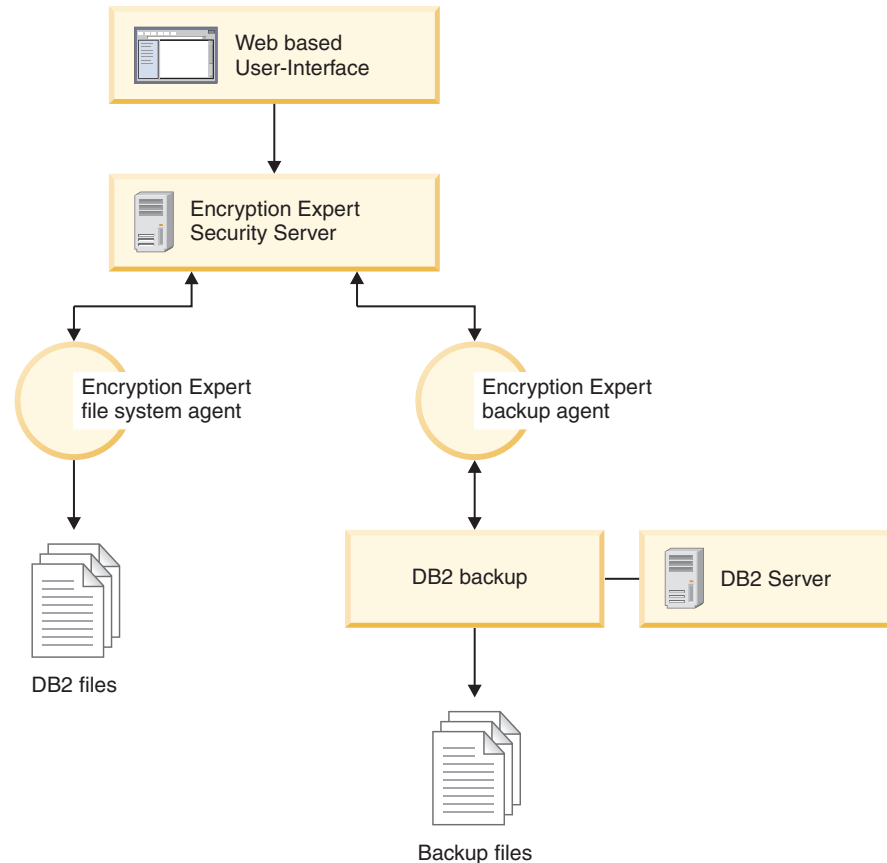 Web based
User-Interface
Encryption Expert
Security Server
Encryption Expert
file system agent
Encryption Expert
backup agent
DB2 backup
DB2 Server
DB2 files
Backup files